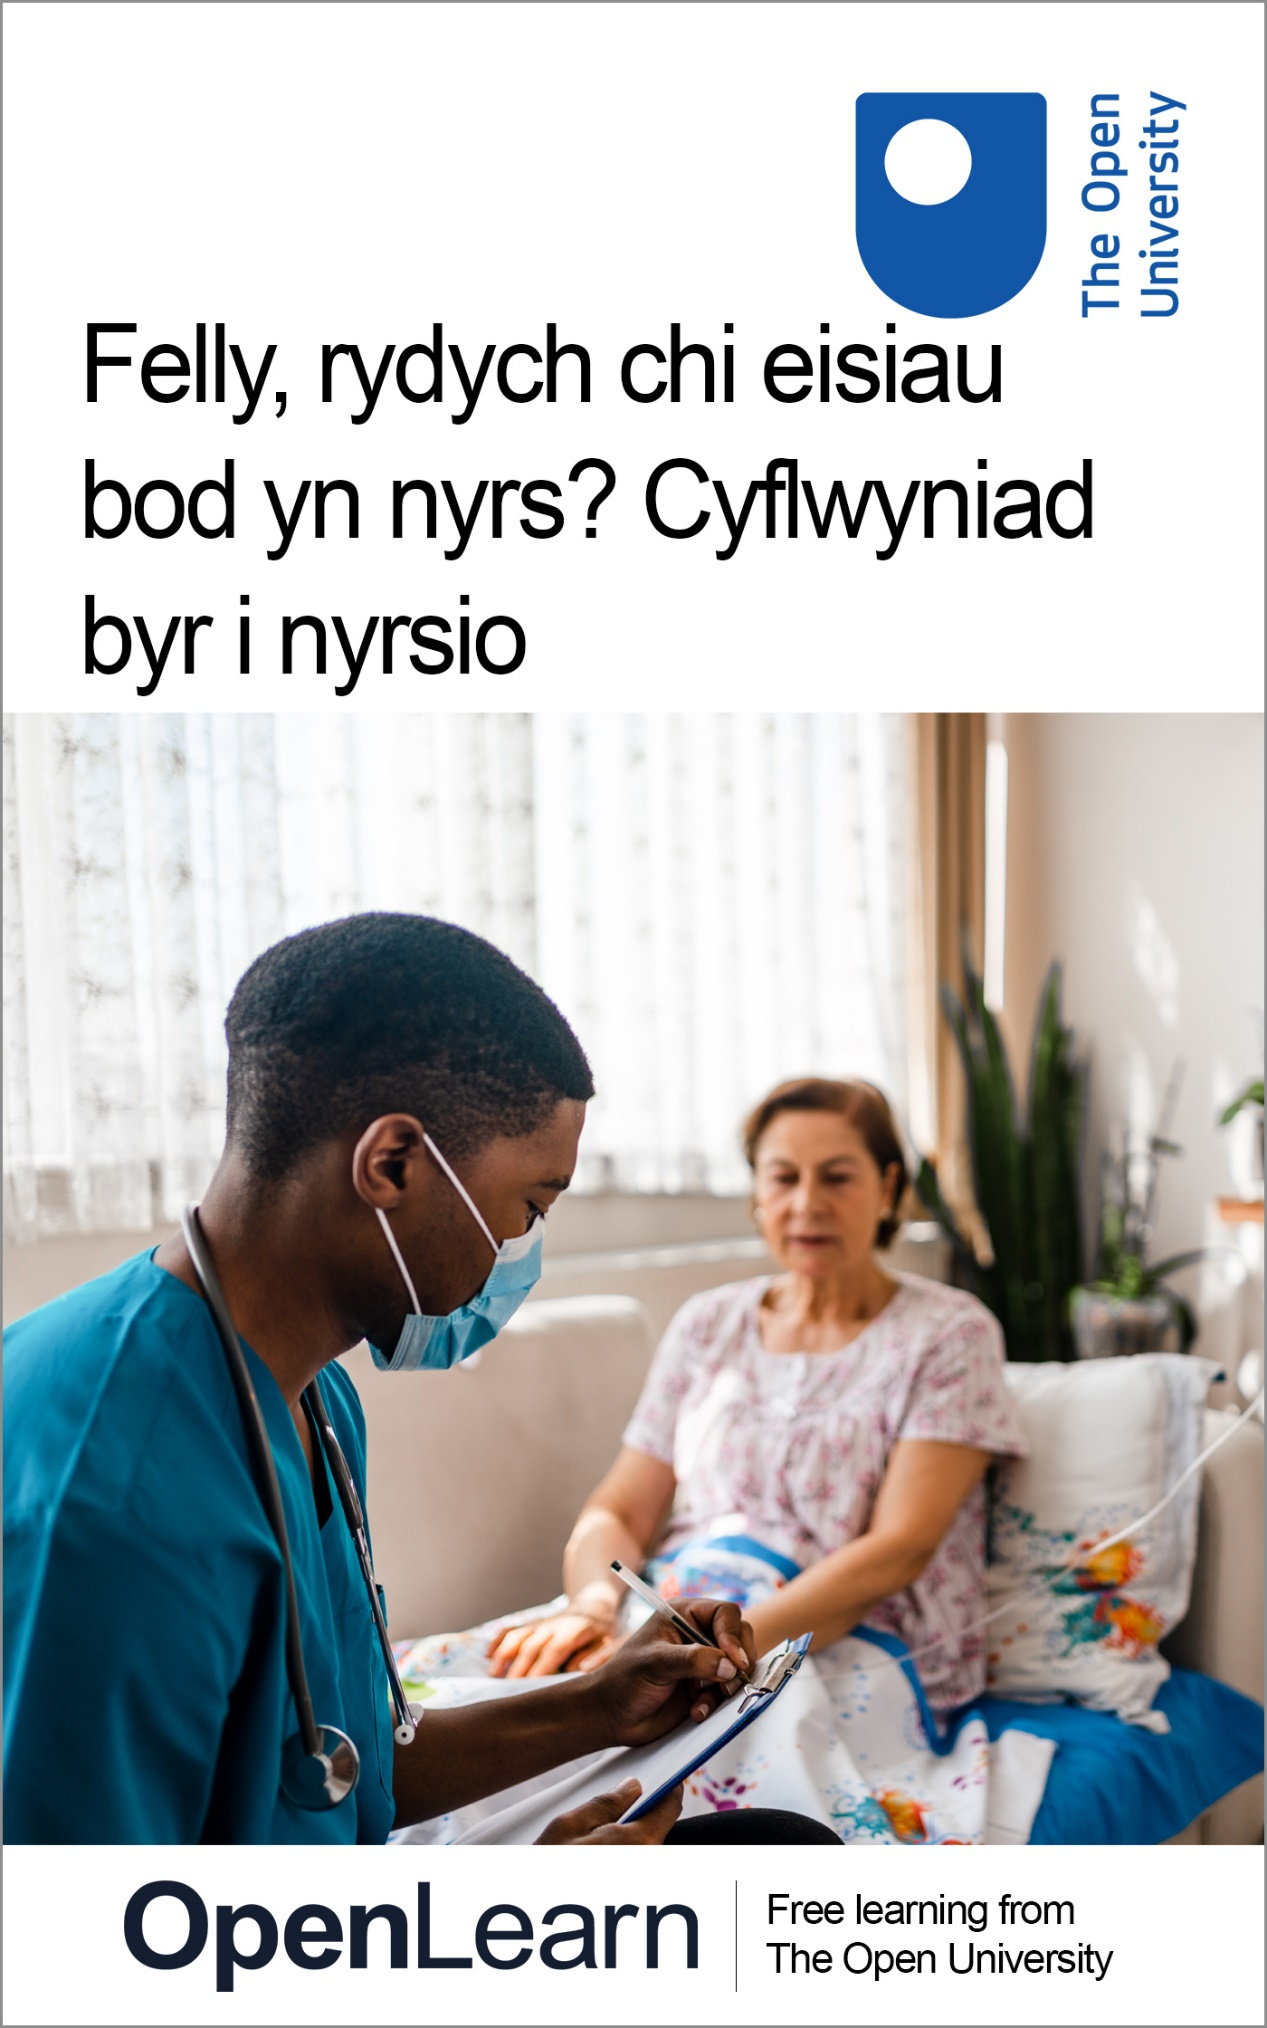 The Open
University
Felly, rydych chi eisiau
bod yn nyrs? Cyflwyniad
byr i nyrsio
OpenLearn
Free learning from
The Open University